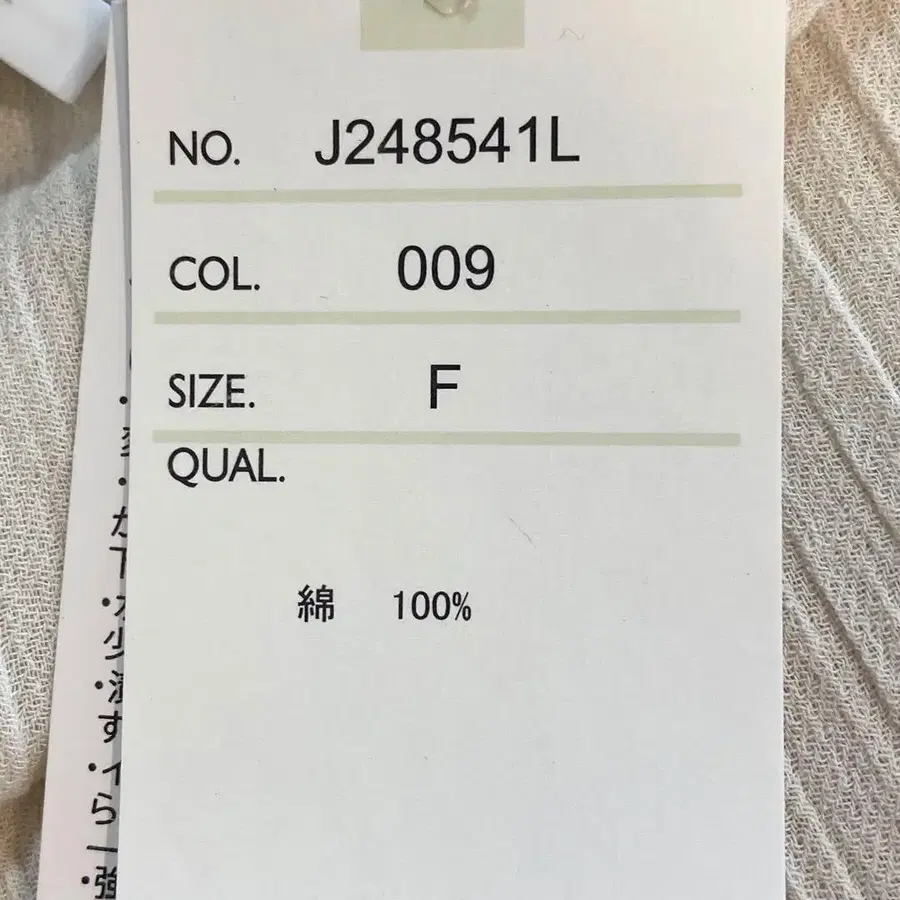 NO. J248541L
COL. 009
SIZE. F
QUAL.
綿 100%